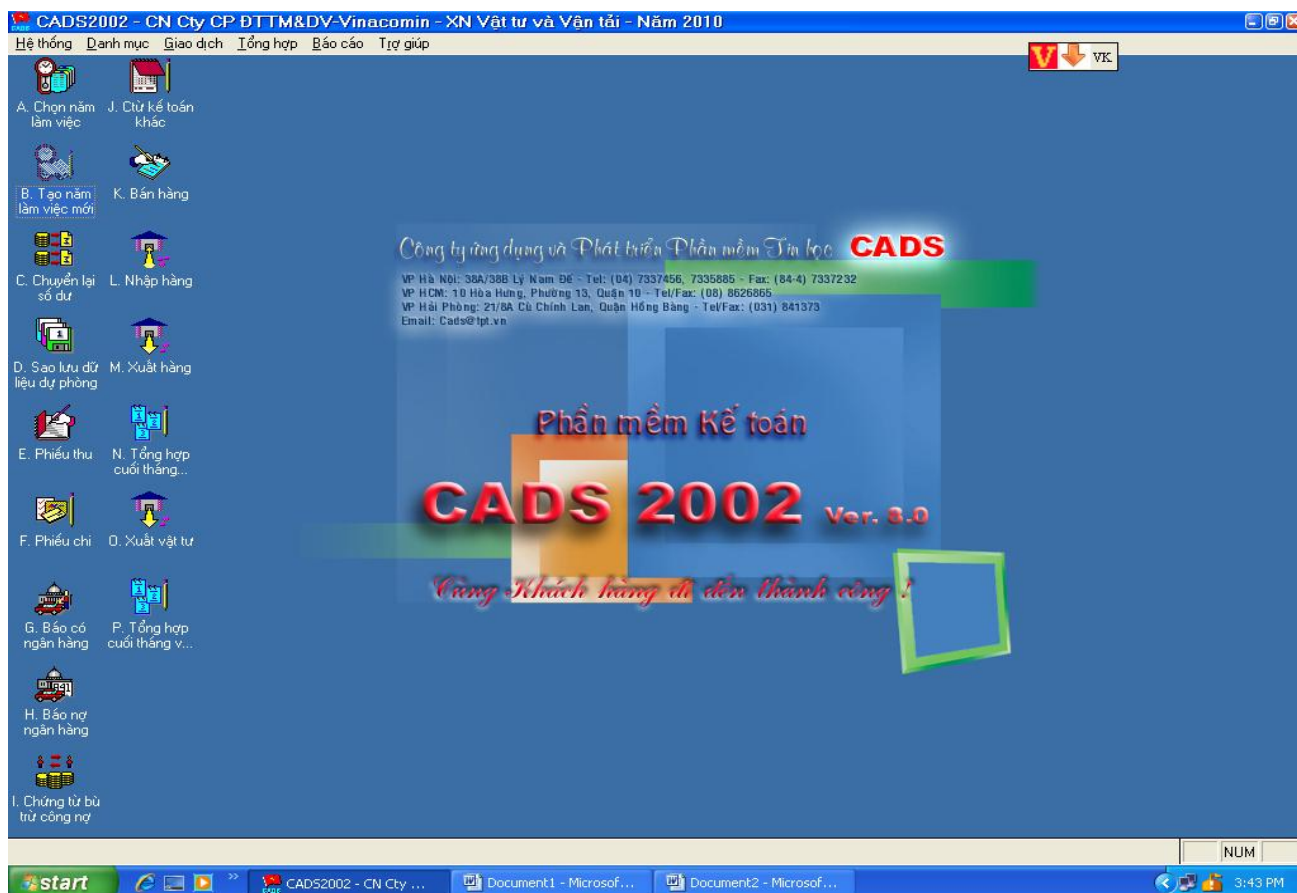 CADS2002 - CN Cty CP ĐTTM&DV-Vinacomin - XN Vật tư và Vận tải - Năm 2010
Hệ thống Danh mục Giao dịch Tổng hợp Báo cáo Trợ giúp
V VK
A. Chọn năm
làm việc
J. Ctừ kế toán
khác
B. Tạo năm
làm việc mới
K. Bán hàng
C. Chuyển lại
số dư
L. Nhập hàng
D. Sao lưu dữ
liệu dự phòng
M. Xuất hàng
E. Phiếu thu
N. Tổng hợp
cuối tháng...
F. Phiếu chi
O. Xuất vật tư
G. Báo có
ngân hàng
P. Tổng hợp
cuối tháng v...
H. Báo nợ
ngân hàng
I. Chứng từ bù
trừ công nợ
Công ty ứng dụng và Phát triển Phần mềm Tin học CADS
VP Hà Nội: 38A/38B Lý Nam Đế - Tel: (04) 7337456, 7335885 - Fax: (84-4) 7337232
VP HCM: 10 Hòa Hưng, Phường 13, Quận 10 - Tel/Fax: (08) 8626865
VP Hải Phòng: 21/8A Cù Chính Lan, Quận Hồng Bàng - Tel/Fax: (031) 841373
Email: Cads@fpt.vn
Phần mềm Kế toán
CADS 2002 Ver. 8.0
Cùng Khách hàng đi đến thành công !
NUM
start CADS2002 - CN Cty ... Document1 - Microsof... Document2 - Microsof... 3:43 PM